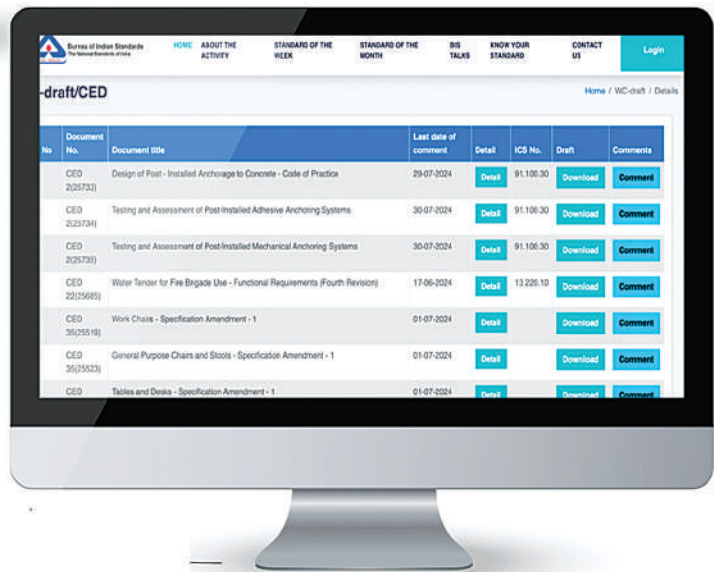 Bureau of Indian Standards
The National Standards of India
HOME ABOUT THE ACTIVITY STANDARD OF THE WEEK STANDARD OF THE MONTH BIS TALKS KNOW YOUR STANDARD CONTACT US Login
-draft/CED Home / WC-draft / Details
No Document No. Document title Last date of comment Detail ICS No. Draft Comments
CED 2(25733) Design of Post - Installed Anchorage to Concrete - Code of Practice 29-07-2024 Detail 91.100.30 Download Comment
CED 2(25734) Testing and Assessment of Post-Installed Adhesive Anchoring Systems 30-07-2024 Detail 91.100.30 Download Comment
CED 2(25735) Testing and Assessment of Post-Installed Mechanical Anchoring Systems 30-07-2024 Detail 91.100.30 Download Comment
CED 22(25685) Water Tender for Fire Brigade Use - Functional Requirements (Fourth Revision) 17-06-2024 Detail 13.220.10 Download Comment
CED 35(25519) Work Chairs - Specification Amendment - 1 01-07-2024 Detail Download Comment
CED 35(25523) General Purpose Chairs and Stools - Specification Amendment - 1 01-07-2024 Detail Download Comment
CED Tables and Desks - Specification Amendment - 1 01-07-2024 Detail Download Comment